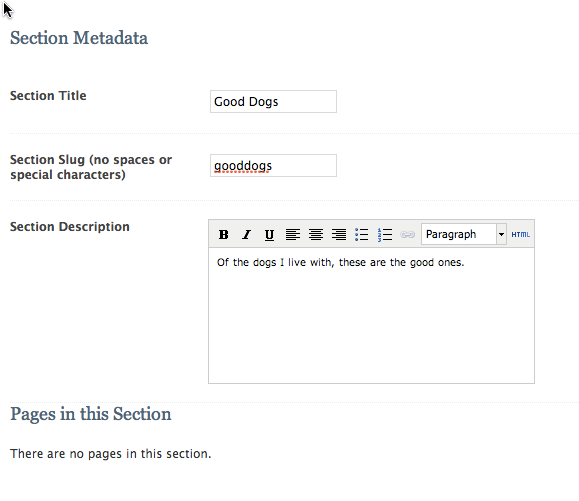 Section Metadata
Section Title
Good Dogs
Section Slug (no spaces or
special characters)
gooddogs
Section Description
B I U Paragraph HTML
Of the dogs I live with, these are the good ones.
Pages in this Section
There are no pages in this section.